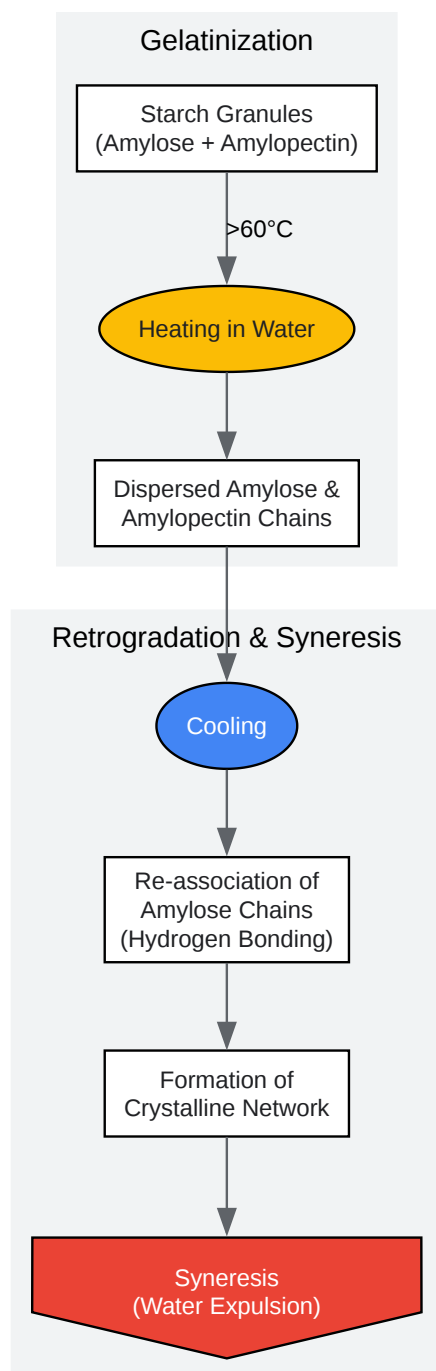 Gelatinization
Starch Granules
(Amylose + Amylopectin)
>60°C
Heating in Water
Dispersed Amylose &
Amylopectin Chains
Retrogradation & Syneresis
Cooling
Re-association of
Amylose Chains
(Hydrogen Bonding)
Formation of
Crystalline Network
Syneresis
(Water Expulsion)